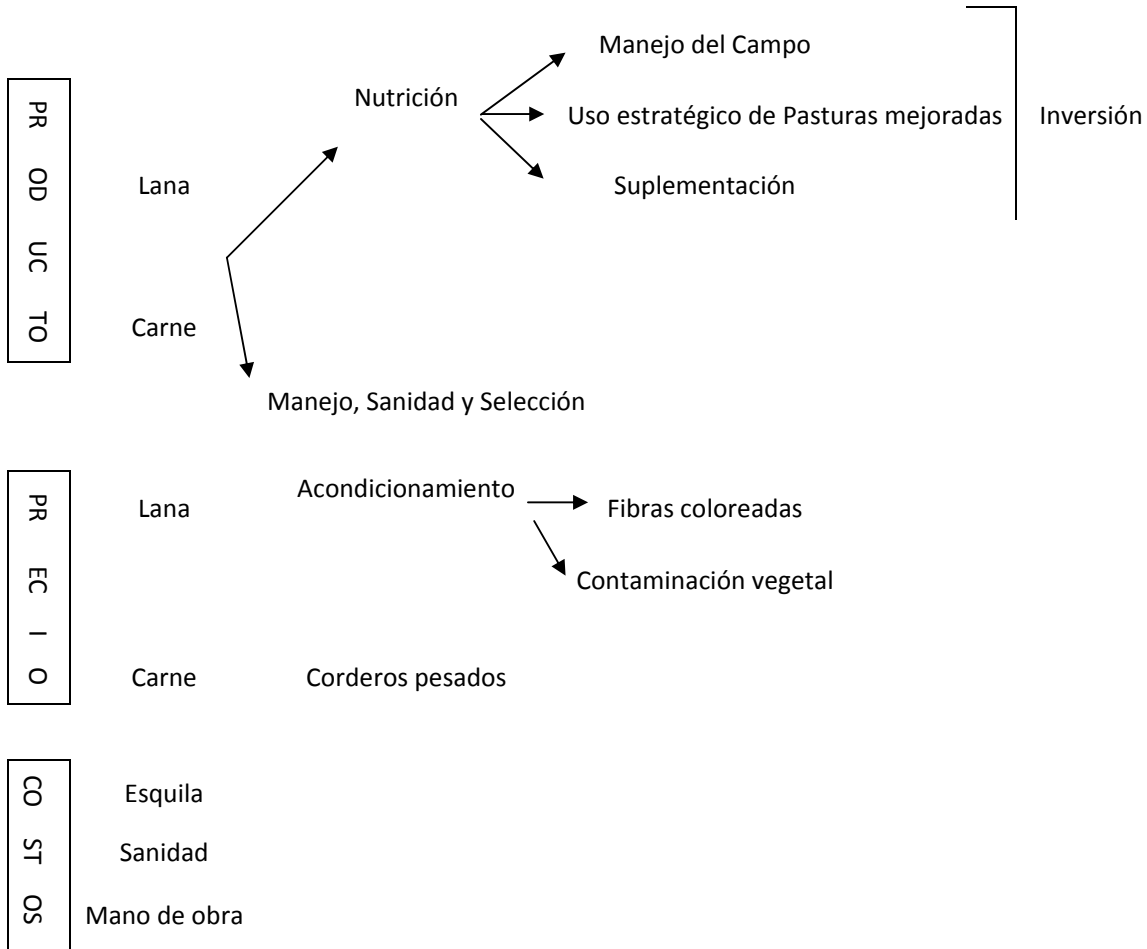 PR OD UC TO
Lana
Carne
Nutrición
Manejo del Campo
Uso estratégico de Pasturas mejoradas
Suplementación
Inversión
Manejo, Sanidad y Selección
PR EC I O
Lana
Acondicionamiento
Fibras coloreadas
Contaminación vegetal
Carne
Corderos pesados
CO ST OS
Esquila
Sanidad
Mano de obra